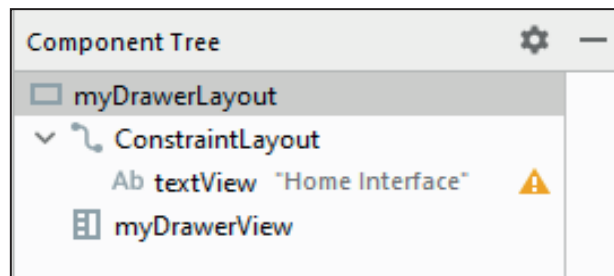 Component Tree
myDrawerLayout
ConstraintLayout
Ab textView "Home Interface"
myDrawerView